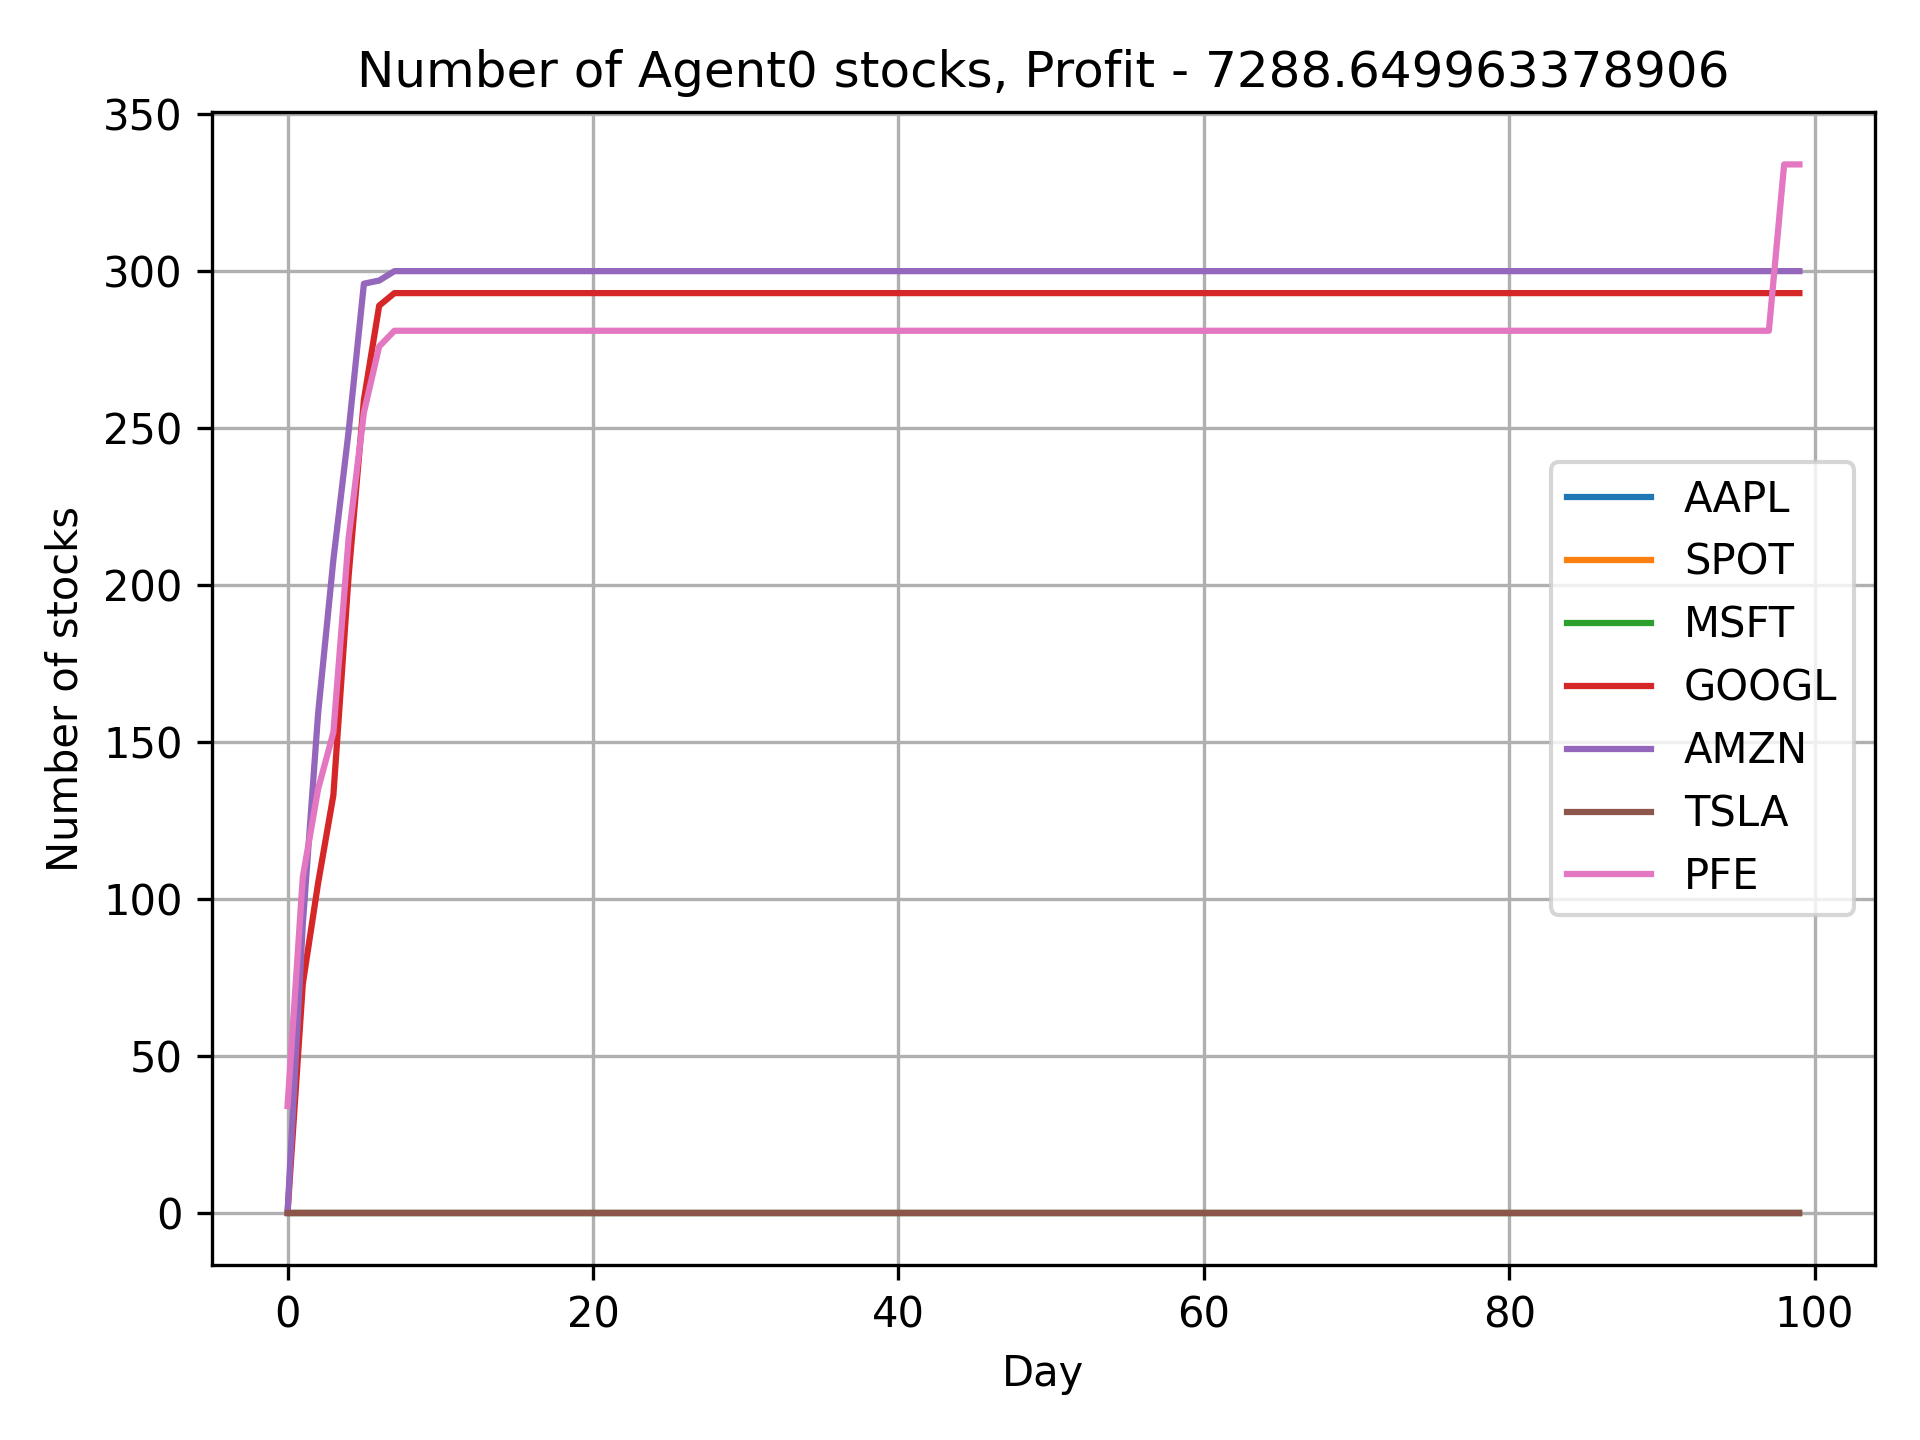 Number of Agent0 stocks, Profit - 7288.649963378906
350
300
250
200
150
100
50
0
Number of stocks
AAPL
SPOT
MSFT
GOOGL
AMZN
TSLA
PFE
0 20 40 60 80 100
Day